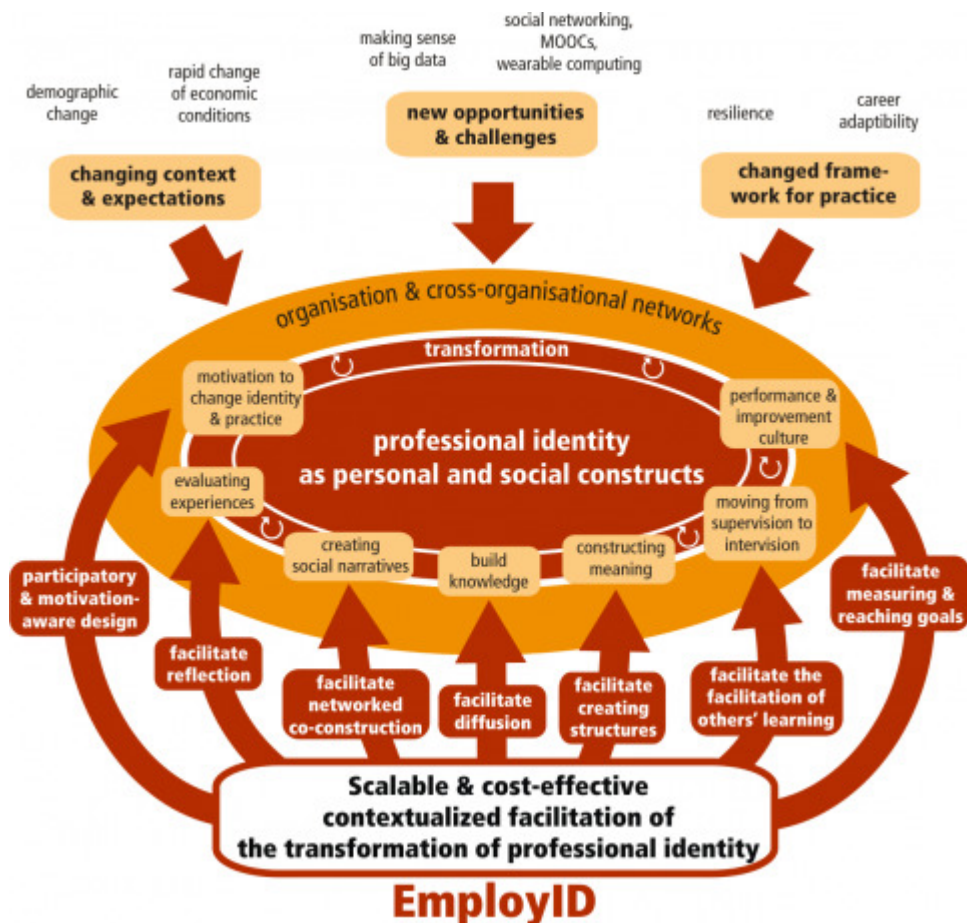 demographic
change
rapid change
of economic
conditions
making sense
of big data
social networking,
MOOCs,
wearable computing
resilience
career
adaptibility
changing context
& expectations
new opportunities
& challenges
changed frame-
work for practice
organisation & cross-organisational networks
transformation
motivation to
change identity
& practice
performance &
improvement
culture
professional identity
as personal and social constructs
evaluating
experiences
creating
social narratives
build
knowledge
constructing
meaning
moving from
supervision to
intervision
participatory
& motivation-
aware design
facilitate
reflection
facilitate
networked
co-construction
facilitate
diffusion
facilitate
creating
structures
facilitate the
facilitation of
others’ learning
facilitate
measuring &
reaching goals
Scalable & cost-effective
contextualized facilitation of
the transformation of professional identity
EmployID